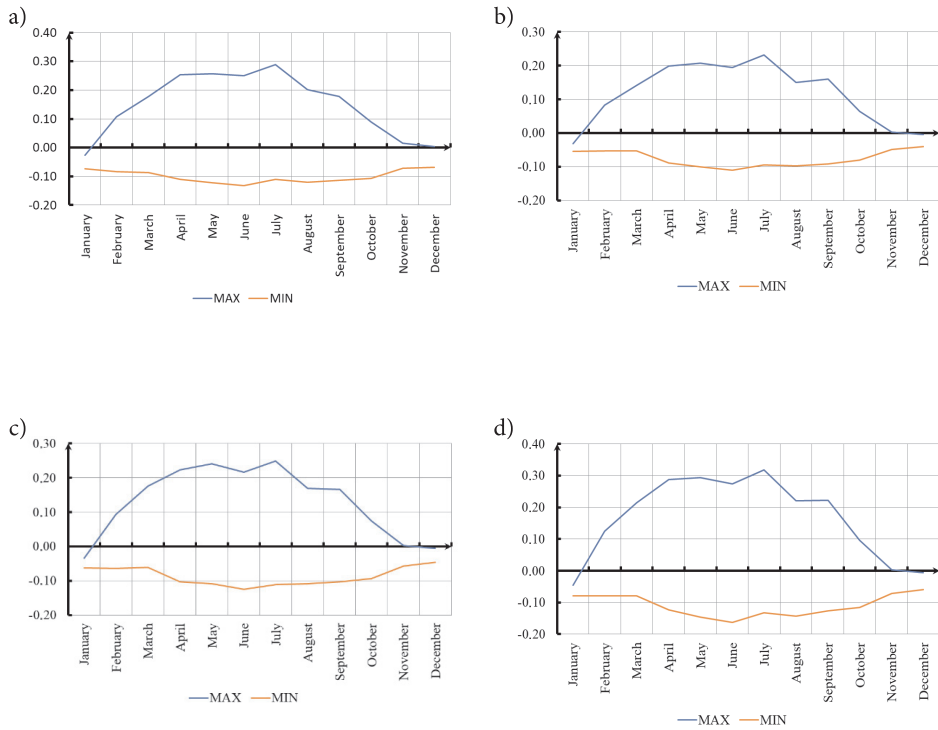 a)
0.40
0.30
0.20
0.10
0.00
-0.10
-0.20
January
February
March
April
May
June
July
August
September
October
November
December
MAX MIN
b)
0.30
0.20
0.10
0.00
-0.10
-0.20
January
February
March
April
May
June
July
August
September
October
November
December
MAX MIN
c)
0.30
0.20
0.10
0.00
-0.10
-0.20
January
February
March
April
May
June
July
August
September
October
November
December
MAX MIN
d)
0.40
0.30
0.20
0.10
0.00
-0.10
-0.20
January
February
March
April
May
June
July
August
September
October
November
December
MAX MIN